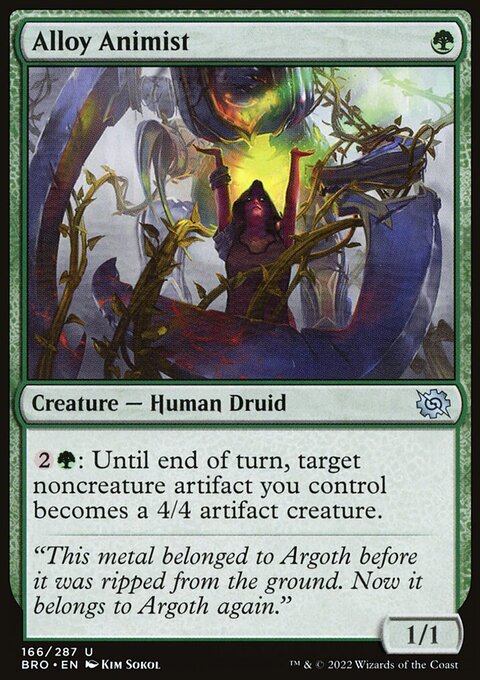 Alloy Animist
Creature — Human Druid
2: Until end of turn, target
noncreature artifact you control
becomes a 4/4 artifact creature.
“This metal belonged to Argoth before
it was ripped from the ground. Now it
belongs to Argoth again.”
1/1
166/287 U
BRO • EN Kim Sokol
™ & © 2022 Wizards of the Coast